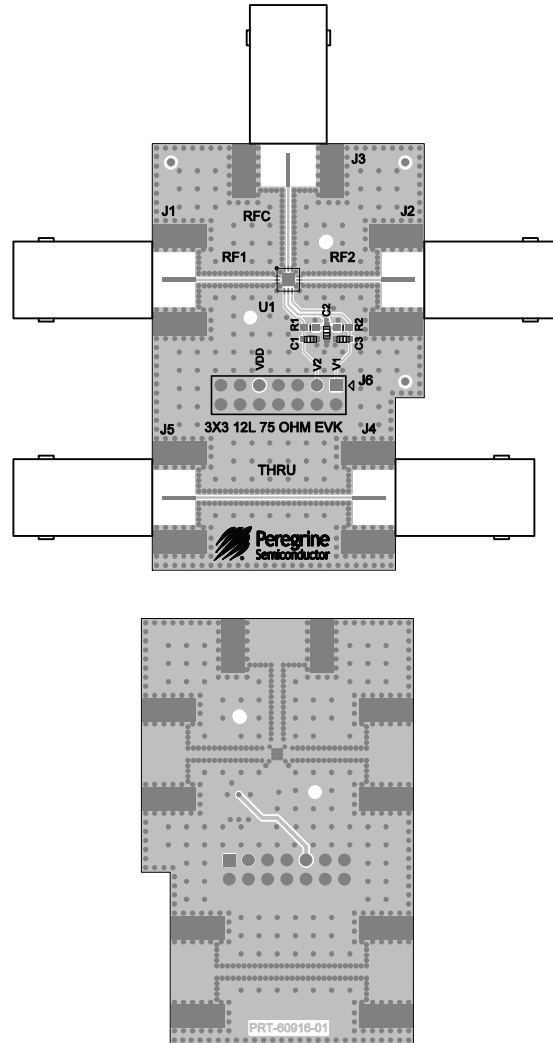 J3
J1
RFC
J2
RF1
RF2
U1
C2
R1
R2
C1
C3
VDD
V2
V1
J6
3X3 12L 75 OHM EVK
J5
J4
THRU
Peregrine
Semiconductor
PRT-60916-01